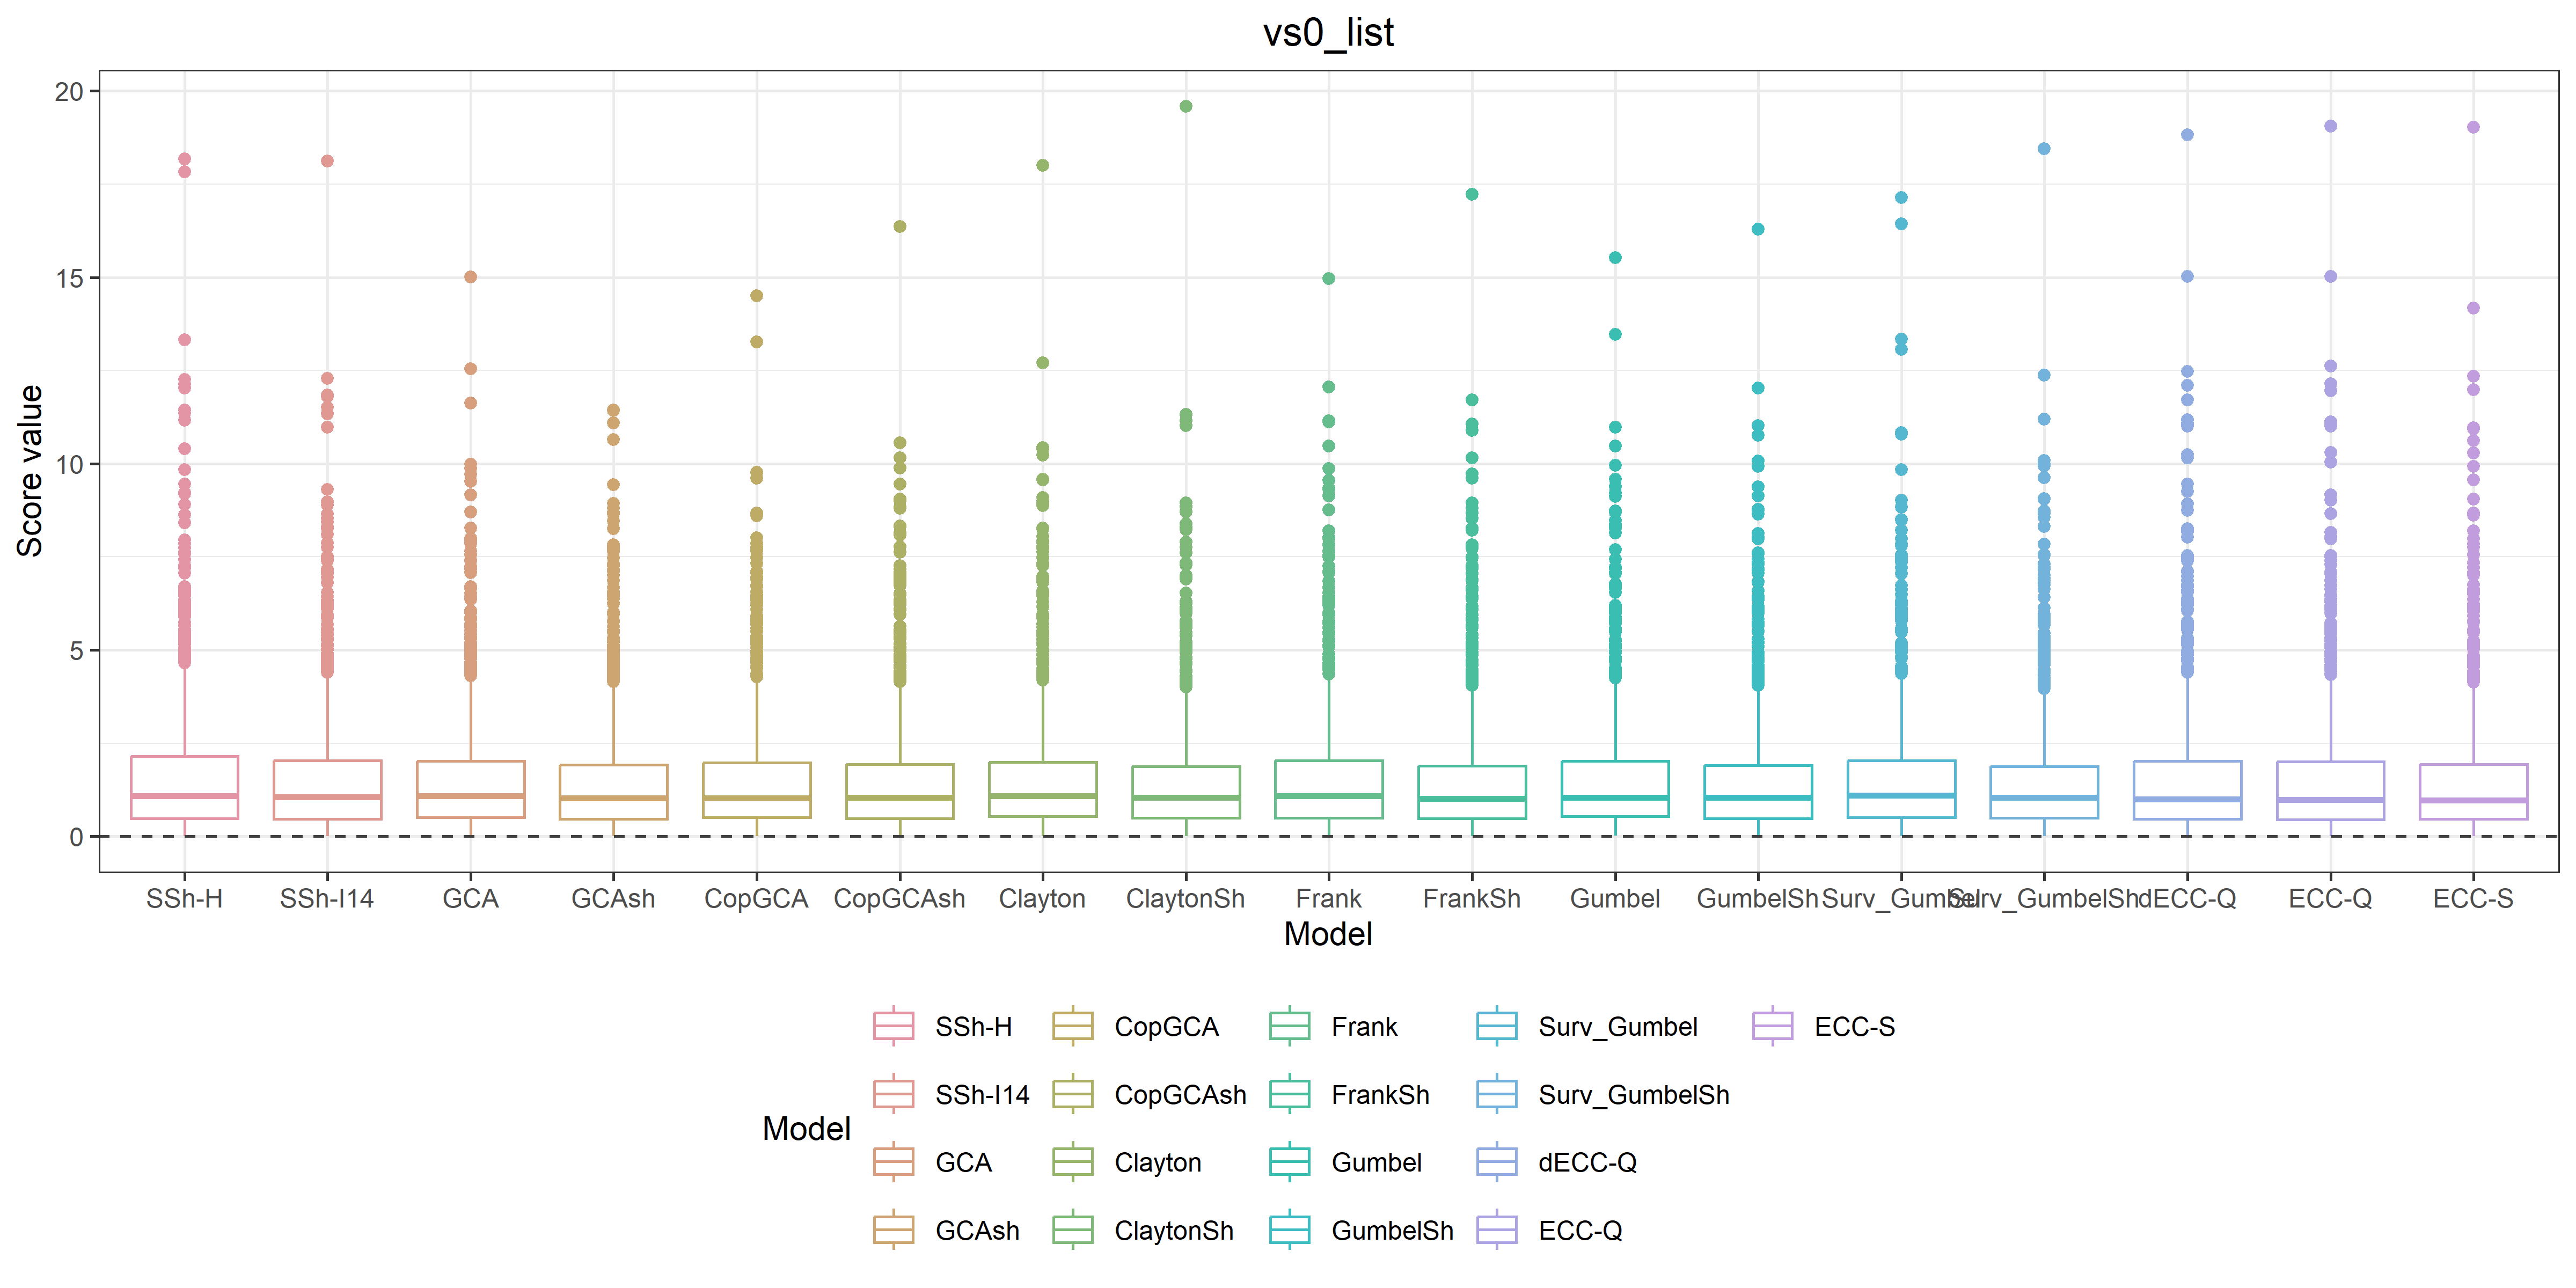 vs0_list
20
15
10
5
0
Score value
SSh-H SSh-I14 GCA GCAsh CopGCA CopGCAsh Clayton ClaytonSh Frank FrankSh Gumbel GumbelSh Surv_Gumbel Surv_GumbelSh dECC-Q ECC-Q ECC-S
Model
Model
SSh-H CopGCA Frank Surv_Gumbel ECC-S
SSh-I14 CopGCAsh FrankSh Surv_GumbelSh
GCA Clayton Gumbel dECC-Q
GCAsh ClaytonSh GumbelSh ECC-Q